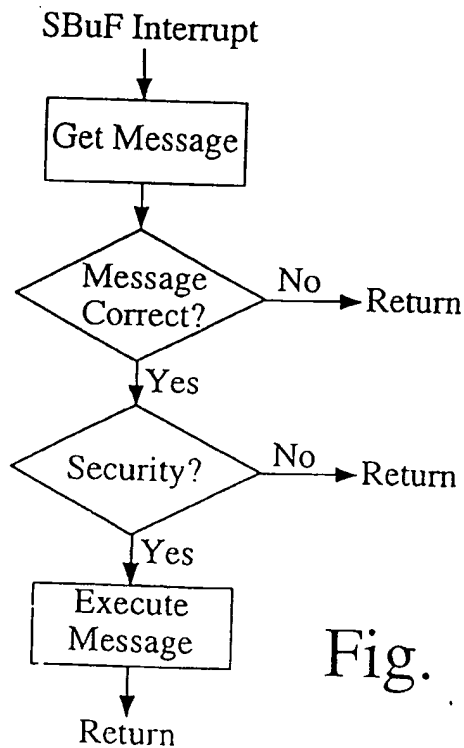 SBuF Interrupt
Get Message
Message
Correct?
No
Return
Yes
Security?
No
Return
Yes
Execute
Message
Return
Fig.